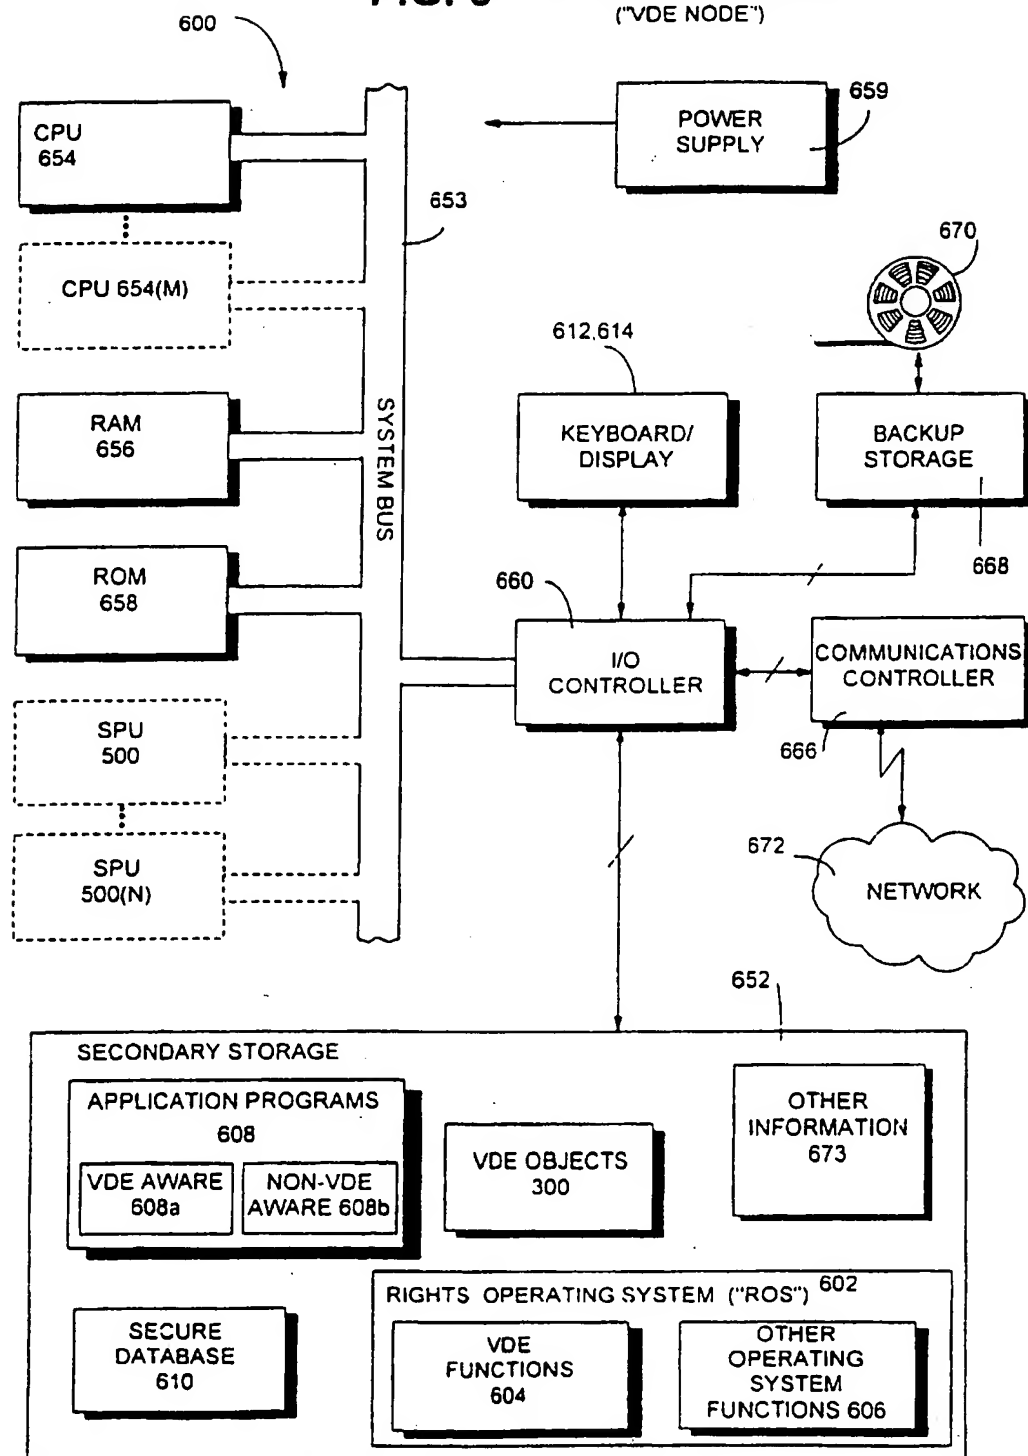 ("VDE NODE")
600
CPU
654
POWER
SUPPLY
659
653
CPU 654(M)
670
612,614
RAM
656
SYSTEM BUS
KEYBOARD/
DISPLAY
BACKUP
STORAGE
668
ROM
658
660
I/O
CONTROLLER
COMMUNICATIONS
CONTROLLER
666
SPU
500
SPU
500(N)
672
NETWORK
652
SECONDARY STORAGE
APPLICATION PROGRAMS
608
VDE AWARE
608a
NON-VDE
AWARE 608b
VDE OBJECTS
300
OTHER
INFORMATION
673
SECURE
DATABASE
610
RIGHTS OPERATING SYSTEM ("ROS") 602
VDE
FUNCTIONS
604
OTHER
OPERATING
SYSTEM
FUNCTIONS 606